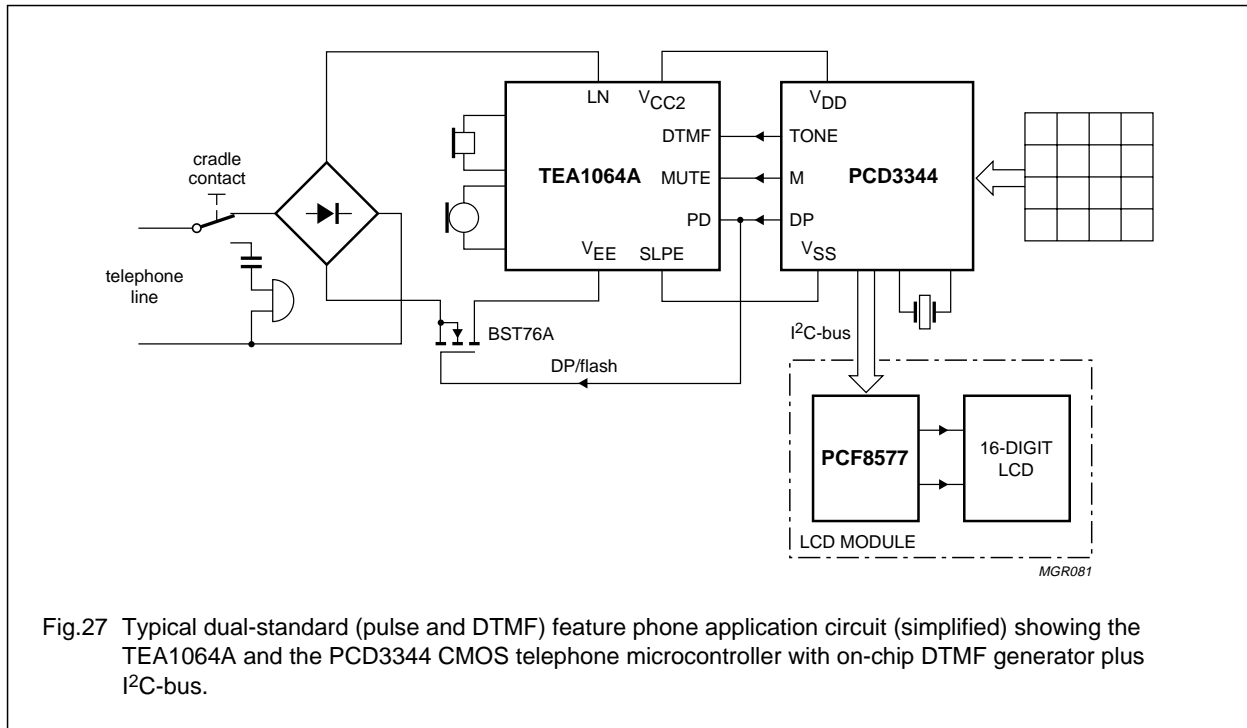 LN VCC2 VDD
DTMF TONE
cradle
contact
TEA1064A MUTE M PCD3344
PD DP
VEE SLPE VSS
telephone
line
BST76A
I2C-bus
DP/flash
PCF8577 16-DIGIT
LCD
LCD MODULE
MGR081
Fig.27 Typical dual-standard (pulse and DTMF) feature phone application circuit (simplified) showing the
TEA1064A and the PCD3344 CMOS telephone microcontroller with on-chip DTMF generator plus
I2C-bus.